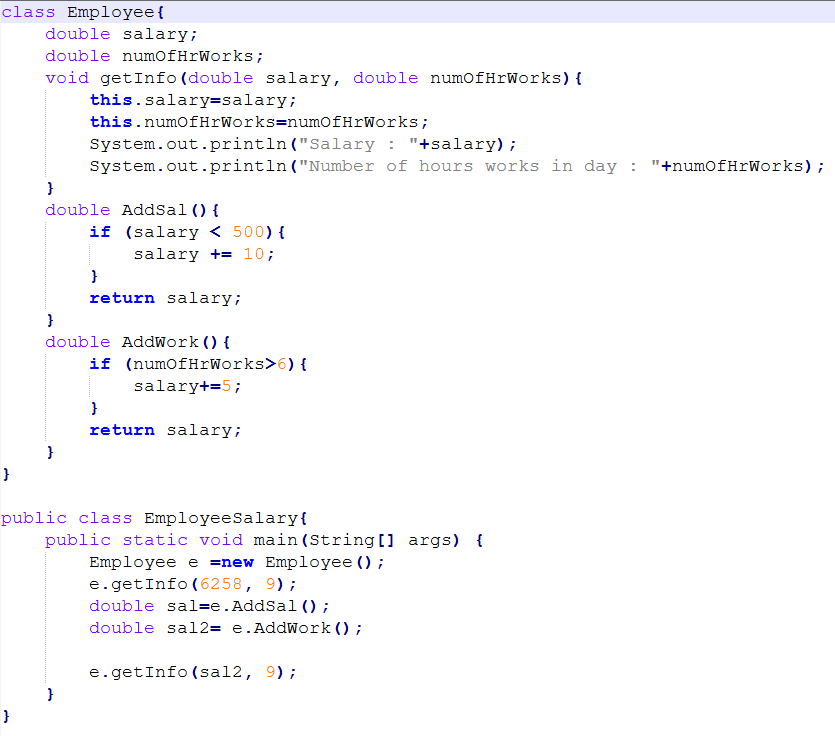 class Employee{
    double salary;
    double numOfHrWorks;
    void getInfo(double salary, double numOfHrWorks){
        this.salary=salary;
        this.numOfHrWorks=numOfHrWorks;
        System.out.println("Salary : "+salary);
        System.out.println("Number of hours works in day : "+numOfHrWorks);
    }
    double AddSal(){
        if (salary < 500){
            salary += 10;
        }
        return salary;
    }
    double AddWork(){
        if (numOfHrWorks>6){
            salary+=5;
        }
        return salary;
    }
}

public class EmployeeSalary{
    public static void main(String[] args) {
        Employee e =new Employee();
        e.getInfo(6258, 9);
        double sal=e.AddSal();
        double sal2= e.AddWork();

        e.getInfo(sal2, 9);
    }
}